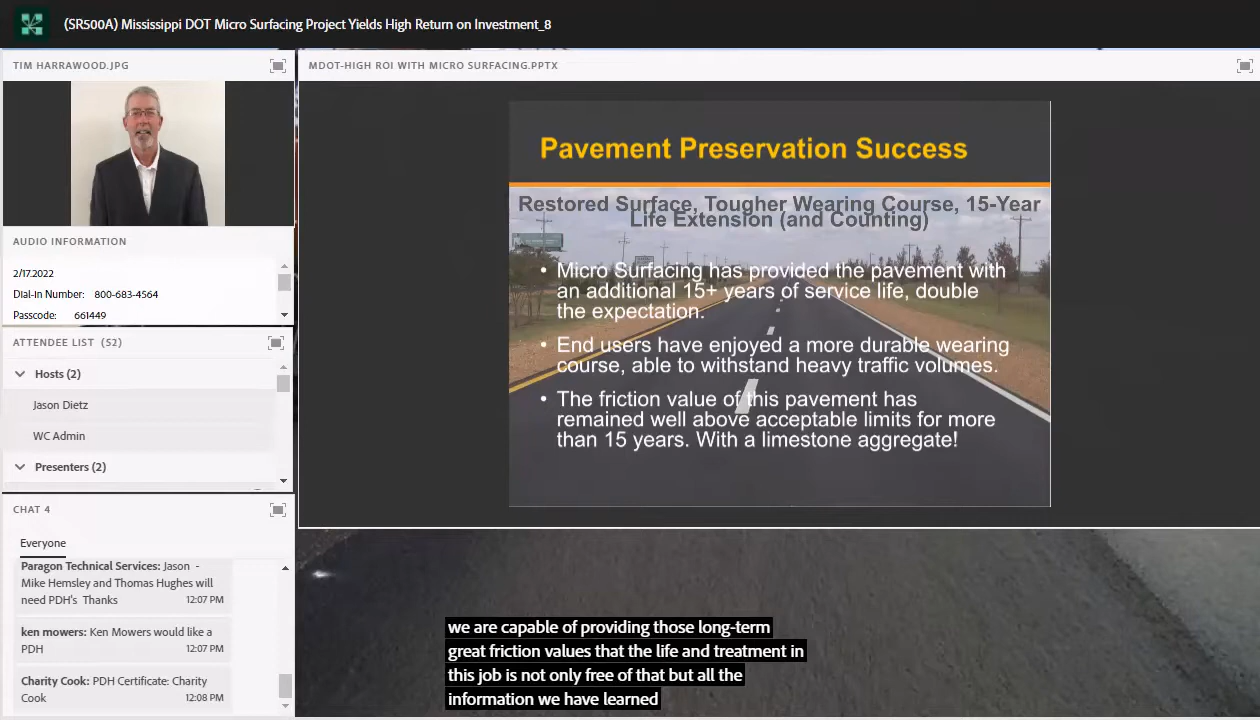 (SR500A) Mississippi DOT Micro Surfacing Project Yields High Return on Investment_8
TIM HARRAWOOD.JPG
AUDIO INFORMATION
2/17.2022
Dial-In Number: 800-683-4564
Passcode: 661449
ATTENDEE LIST (52)
Hosts (2)
Jason Dietz
WC Admin
Presenters (2)
CHAT 4
Everyone
Paragon Technical Services: Jason -
Mike Hemsley and Thomas Hughes will
need PDH's Thanks 12:07 PM
ken mowers: Ken Mowers would like a
PDH 12:07 PM
Charity Cook: PDH Certificate: Charity
Cook 12:08 PM
MDOT-HIGH ROI WITH MICRO SURFACING.PPTX
Pavement Preservation Success
Restored Surface, Tougher Wearing Course, 15-Year
Life Extension (and Counting)
• Micro Surfacing has provided the pavement with
an additional 15+ years of service life, double
the expectation.
• End users have enjoyed a more durable wearing
course, able to withstand heavy traffic volumes.
• The friction value of this pavement has
remained well above acceptable limits for more
than 15 years. With a limestone aggregate!
we are capable of providing those long-term
great friction values that the life and treatment in
this job is not only free of that but all the
information we have learned